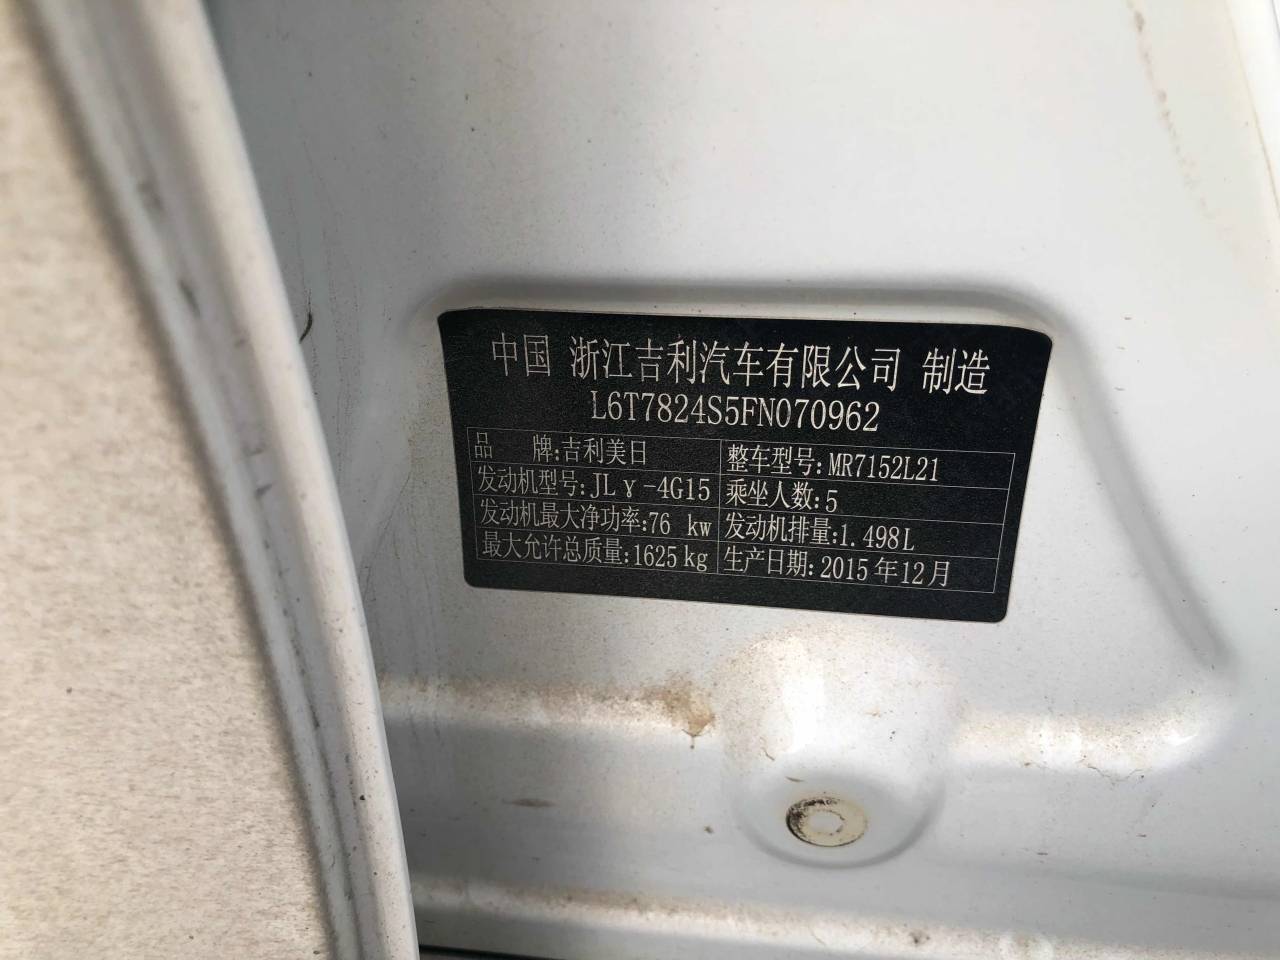 中国 浙江吉利汽车有限公司 制造
L6T7824S5FN070962
品 牌:吉利美日 整车型号:MR7152L21
发动机型号:JLγ-4G15 乘坐人数:5
发动机最大净功率:76 kw 发动机排量:1.498L
最大允许总质量:1625kg 生产日期:2015年12月